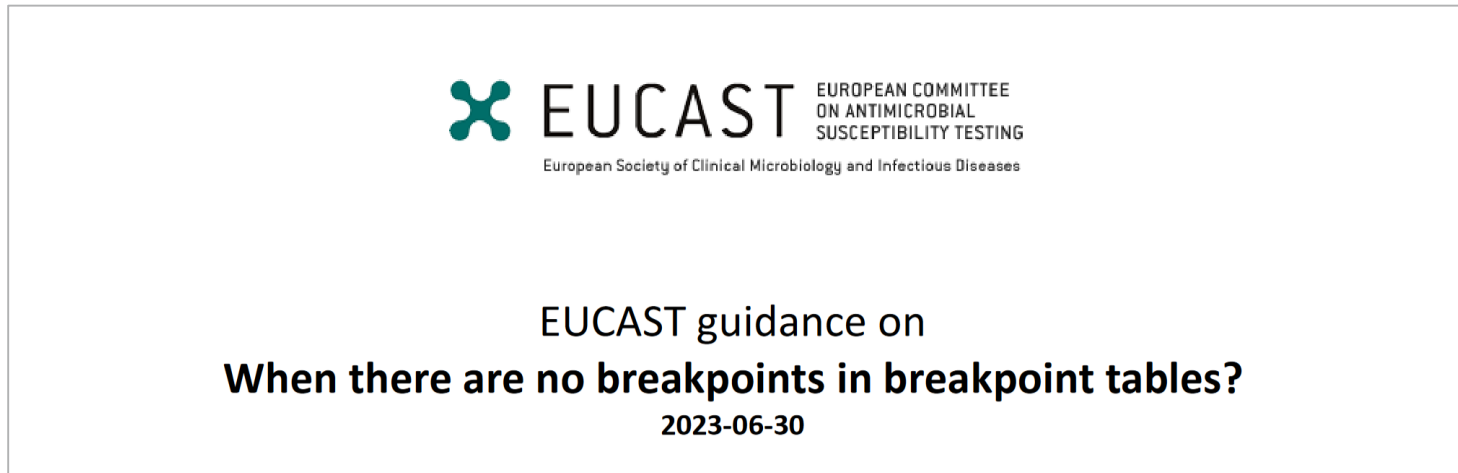 EUCAST
EUROPEAN COMMITTEE
ON ANTIMICROBIAL
SUSCEPTIBILITY TESTING
European Society of Clinical Microbiology and Infectious Diseases
EUCAST guidance on
When there are no breakpoints in breakpoint tables?
2023-06-30